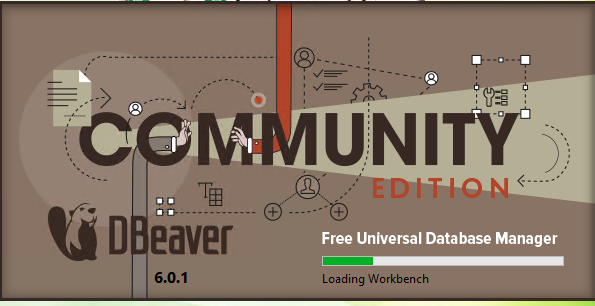 COMMUNITY
EDITION
DBeaver
Free Universal Database Manager
6.0.1
Loading Workbench